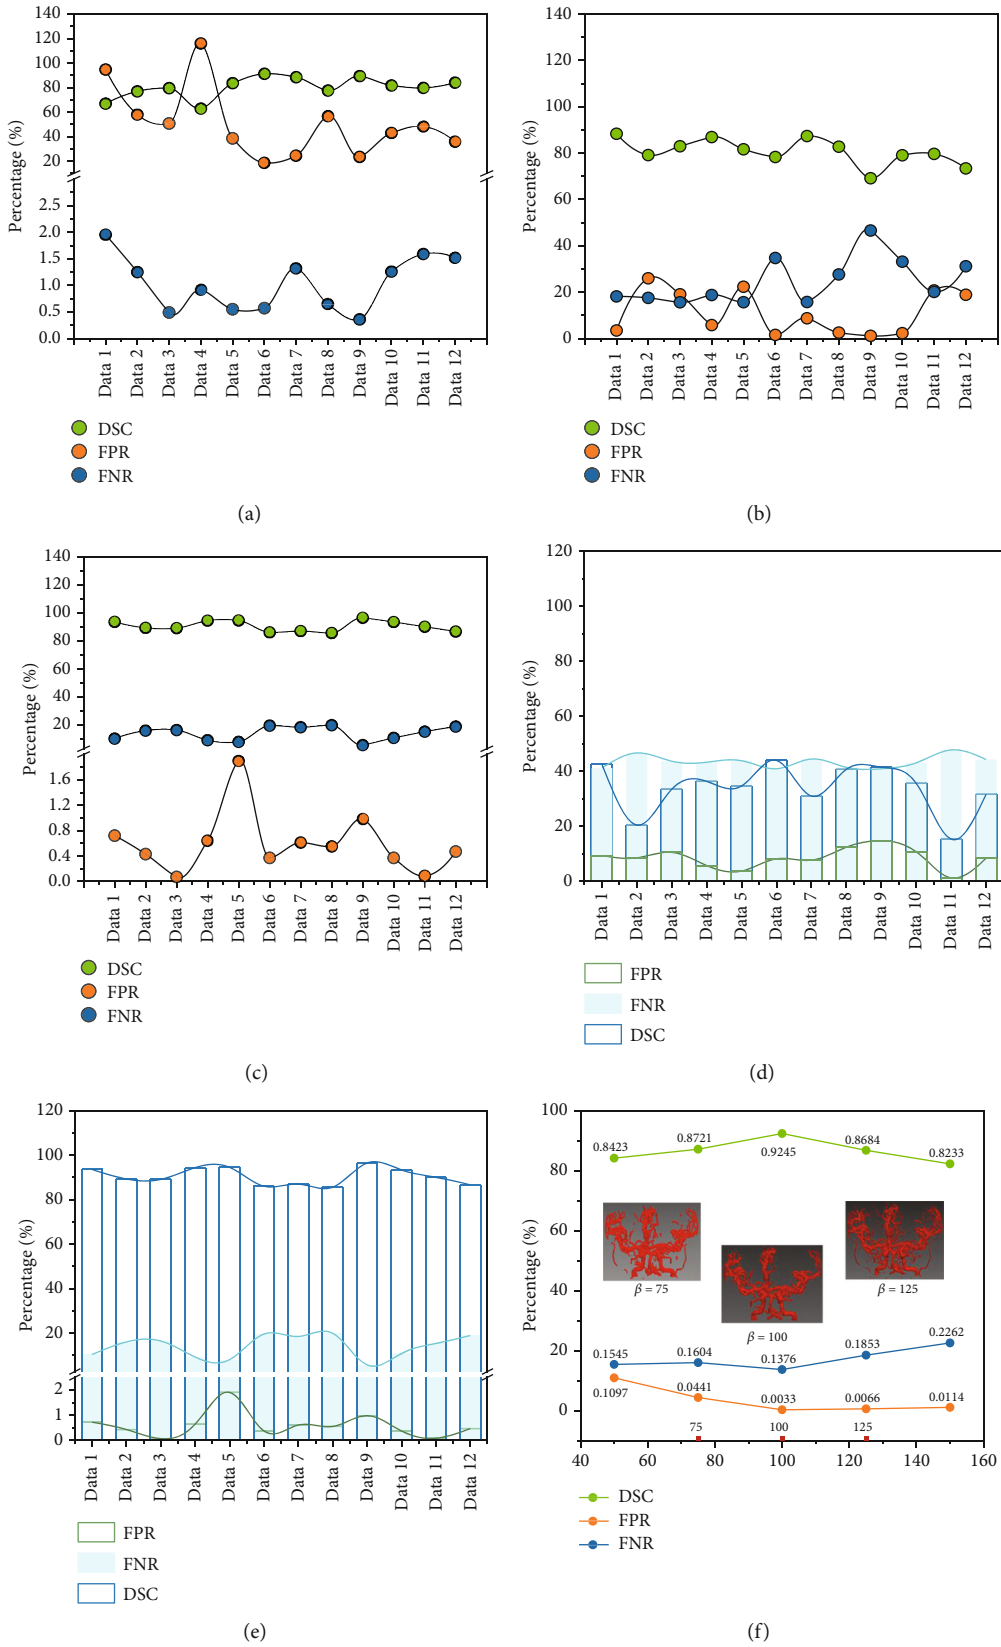 140
120
100
80
60
40
20
2.5
2.0
1.5
1.0
0.5
0.0
Percentage (%)
Data 1
Data 2
Data 3
Data 4
Data 5
Data 6
Data 7
Data 8
Data 9
Data 10
Data 11
Data 12
DSC
FPR
FNR
(a)
140
120
100
80
60
40
20
0
Percentage (%)
Data 1
Data 2
Data 3
Data 4
Data 5
Data 6
Data 7
Data 8
Data 9
Data 10
Data 11
Data 12
DSC
FPR
FNR
(b)
140
120
100
80
60
40
20
1.6
1.2
0.8
0.4
0.0
Percentage (%)
Data 1
Data 2
Data 3
Data 4
Data 5
Data 6
Data 7
Data 8
Data 9
Data 10
Data 11
Data 12
DSC
FPR
FNR
(c)
120
100
80
60
40
20
0
Percentage (%)
Data 1
Data 2
Data 3
Data 4
Data 5
Data 6
Data 7
Data 8
Data 9
Data 10
Data 11
Data 12
FPR
FNR
DSC
(d)
120
100
80
60
40
20
2
1
0
Percentage (%)
Data 1
Data 2
Data 3
Data 4
Data 5
Data 6
Data 7
Data 8
Data 9
Data 10
Data 11
Data 12
FPR
FNR
DSC
(e)
100
80
60
40
20
0
Percentage (%)
0.8423
0.8721
0.9245
0.8684
0.8233
β = 75
β = 100
β = 125
0.1545
0.1604
0.1376
0.1853
0.2262
0.1097
0.0441
0.0033
0.0066
0.0114
75
100
125
40
60
80
100
120
140
160
DSC
FPR
FNR
(f)